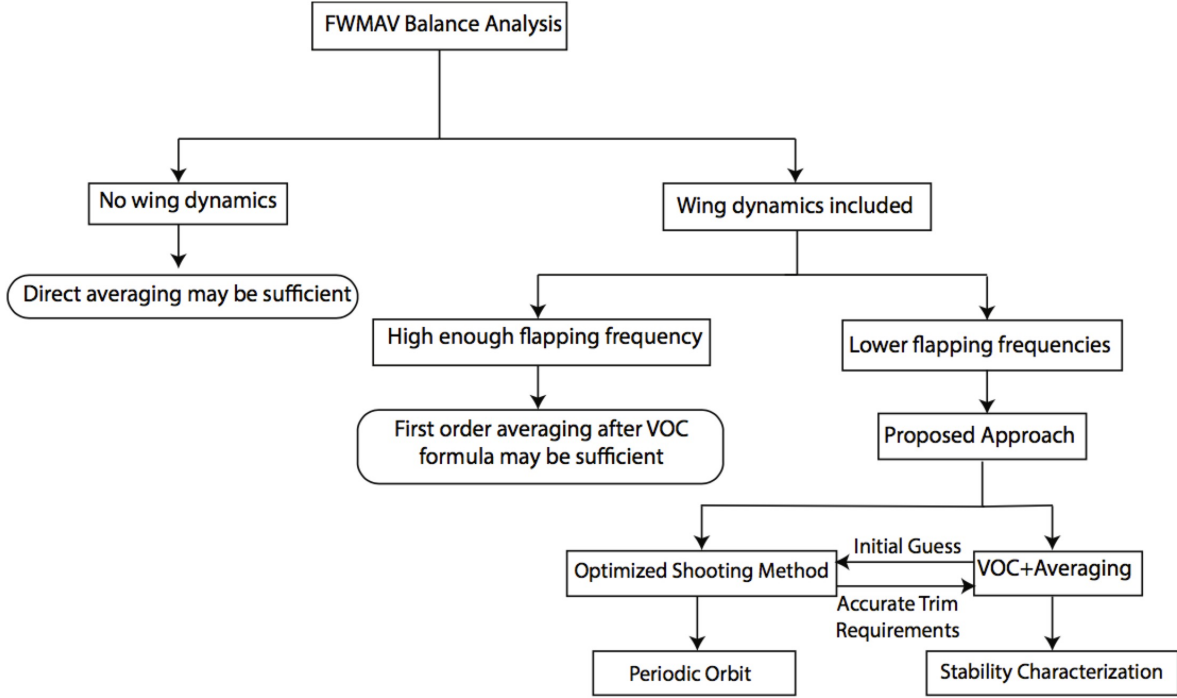 FWMAV Balance Analysis
No wing dynamics
Wing dynamics included
Direct averaging may be sufficient
High enough flapping frequency
Lower flapping frequencies
First order averaging after VOC
formula may be sufficient
Proposed Approach
Initial Guess
Optimized Shooting Method
VOC+Averaging
Accurate Trim
Requirements
Periodic Orbit
Stability Characterization